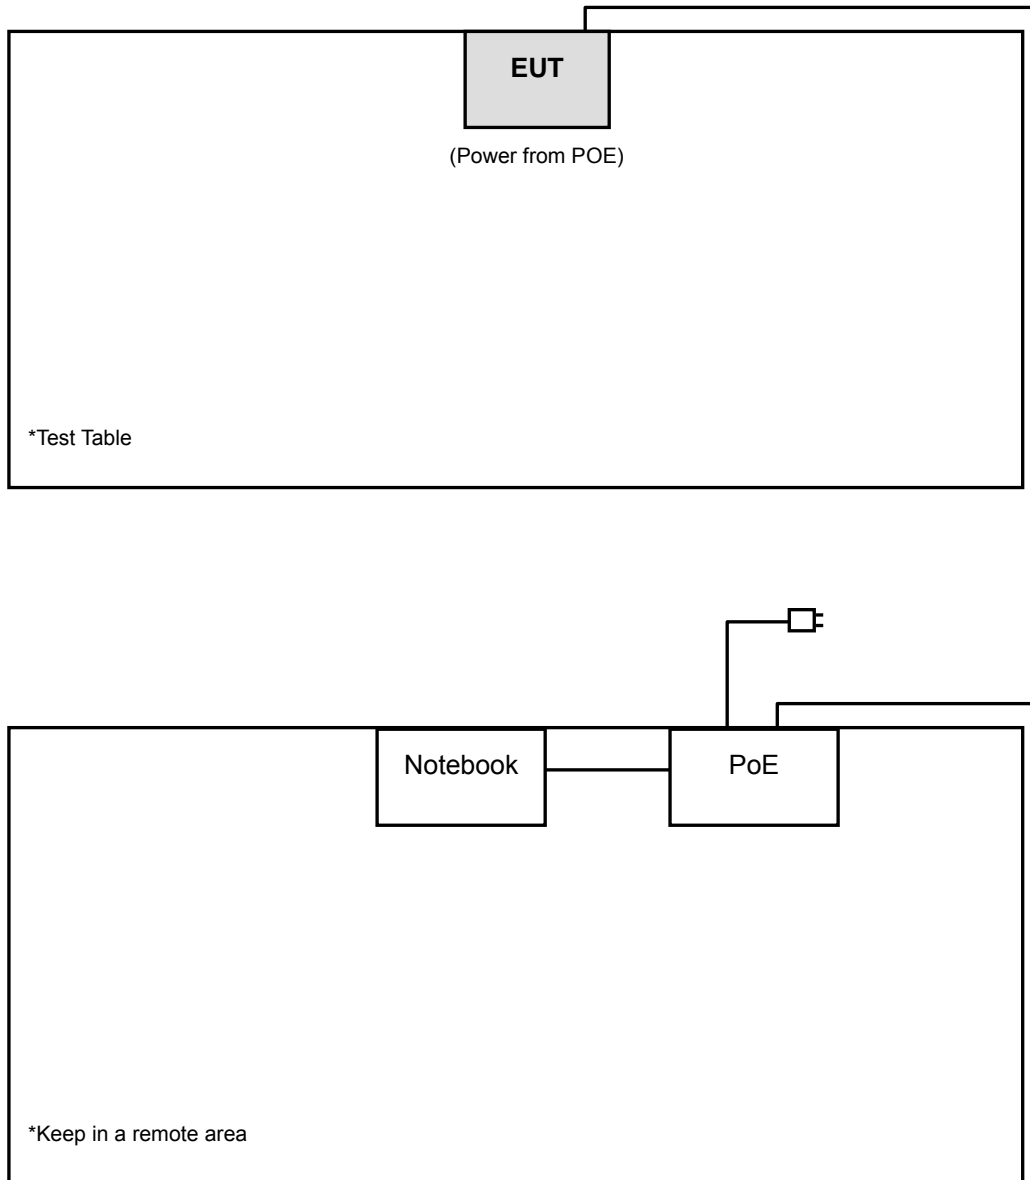 EUT
(Power from POE)
*Test Table
Notebook
PoE
*Keep in a remote area